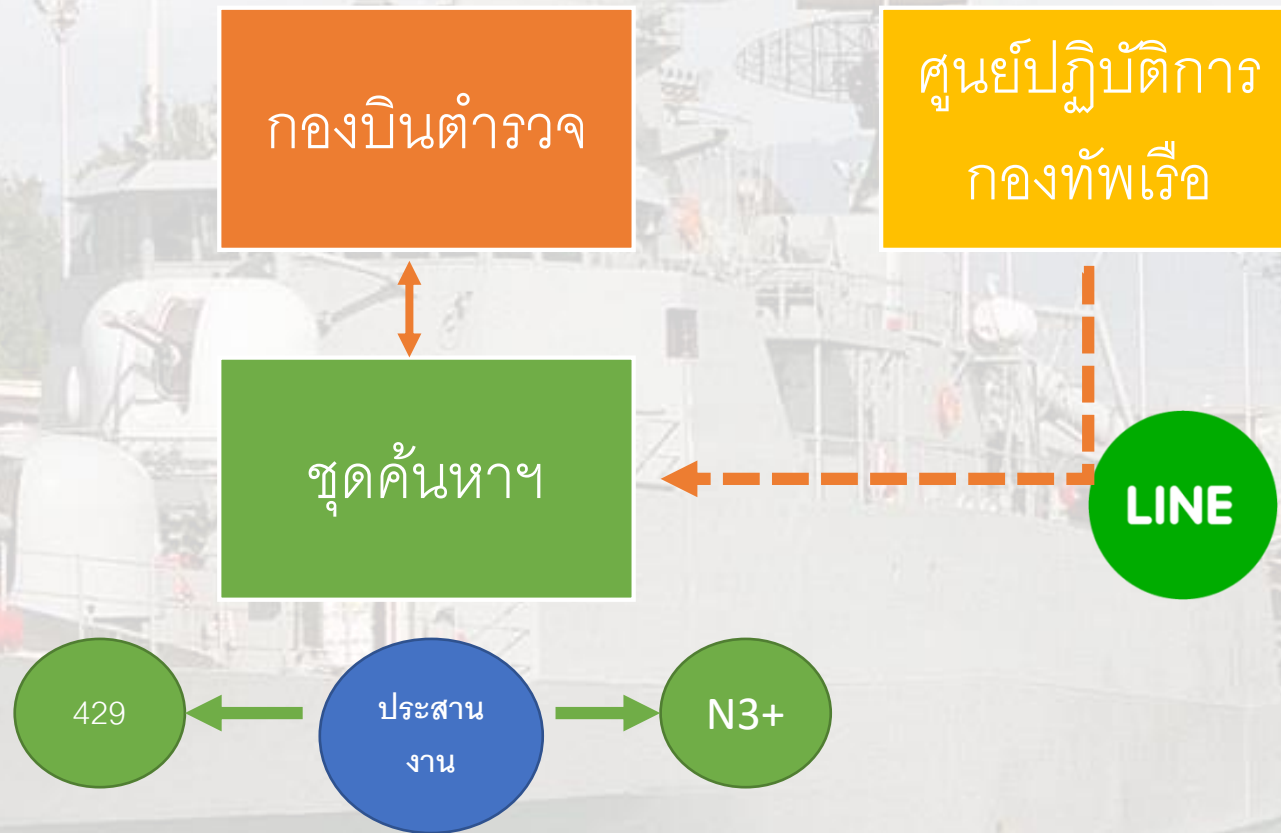 กองบินตำรวจ
ศูนย์ปฏิบัติการ
กองทัพเรือ
ชุดค้นหาฯ
LINE
429
ประสาน
งาน
N3+